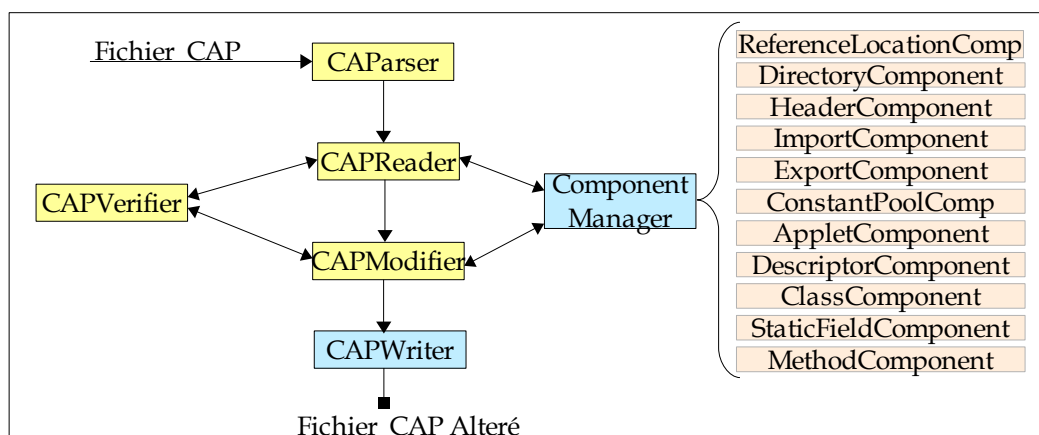 Fichier CAP
CAParser
CAPReader
CAPVerifier
Component
Manager
CAPModifier
CAPWriter
Fichier CAP Alteré
ReferenceLocationComp
DirectoryComponent
HeaderComponent
ImportComponent
ExportComponent
ConstantPoolComp
AppletComponent
DescriptorComponent
ClassComponent
StaticFieldComponent
MethodComponent